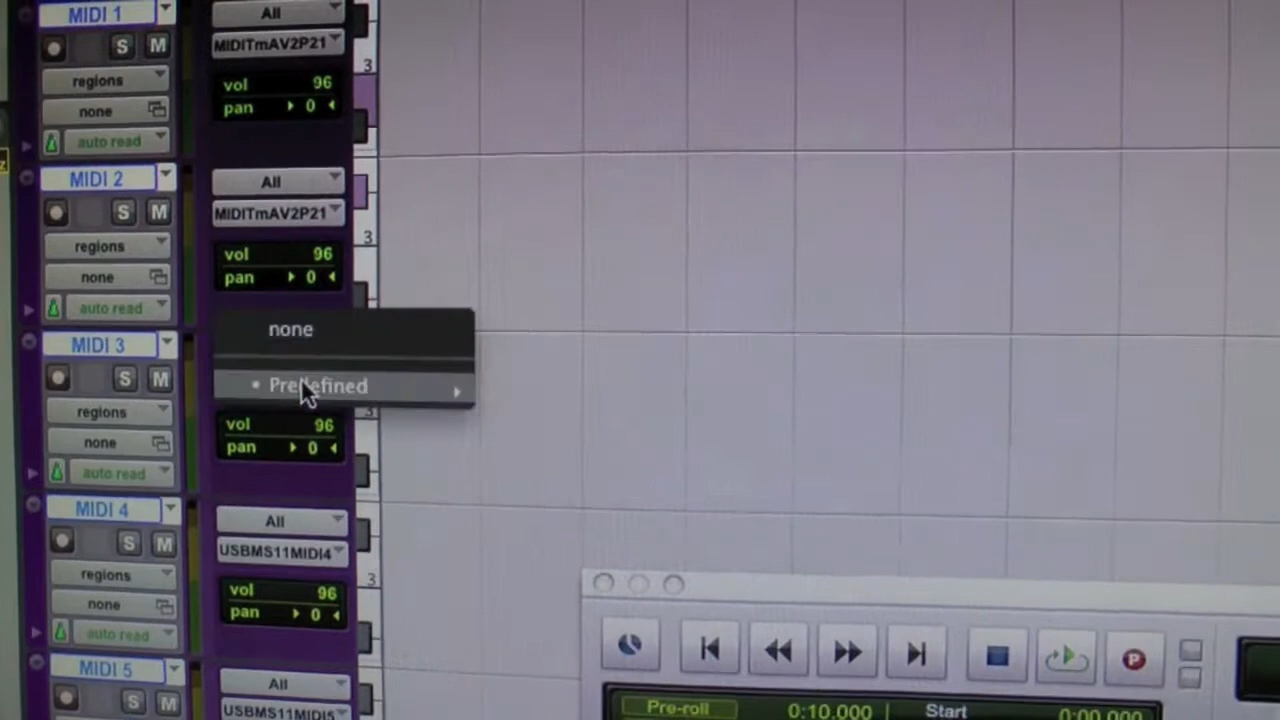 MIDI 1
All
S M
MIDITmAV2P21
3
regions
vol 96
none
pan 0
auto read
z
MIDI 2
All
S M
MIDITmAV2P21
3
regions
vol 96
none
pan 0
auto read
none
MIDI 3
S M
Predefined
regions
3
vol 96
none
pan 0
auto read
MIDI 4
All
S M
USBMS11MIDI4
regions
3
vol 96
none
pan 0
auto read
MIDI 5
All
S M
USBMS11MIDI5
P
Pre-roll 0:10.000 Start 0:00.000